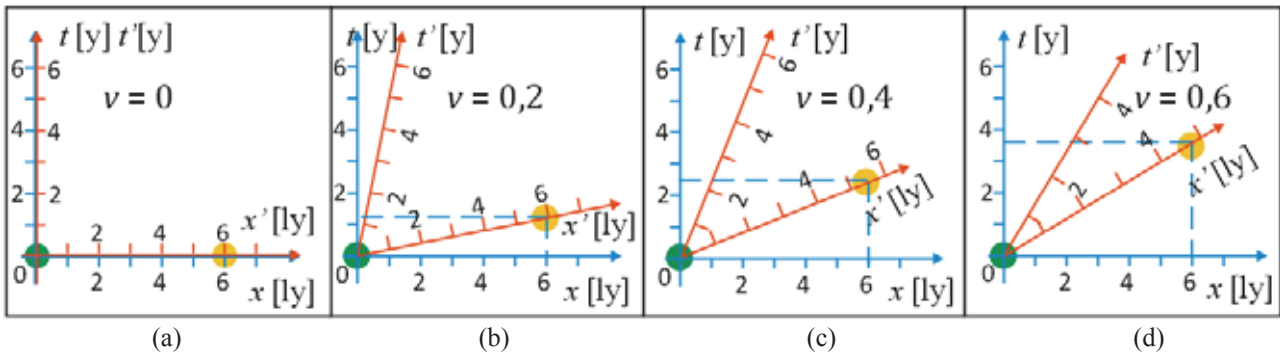 t [y] t' [y]
6 6
v = 0
4 4
2 2
x' [ly]
2 4 6
0
2 4 6
x [ly]
(a)
t [y] t' [y]
6 6
v = 0,2
4 4
2 2
2 4 6
x' [ly]
0
2 4 6
x [ly]
(b)
t [y] t' [y]
6 6
v = 0,4
4 4
2 2
4 6
x' [ly]
0
2 4 6
x [ly]
(c)
t [y] t' [y]
6
v = 0,6
4 4
4
2 2
x' [ly]
0
2 4 6
x [ly]
(d)